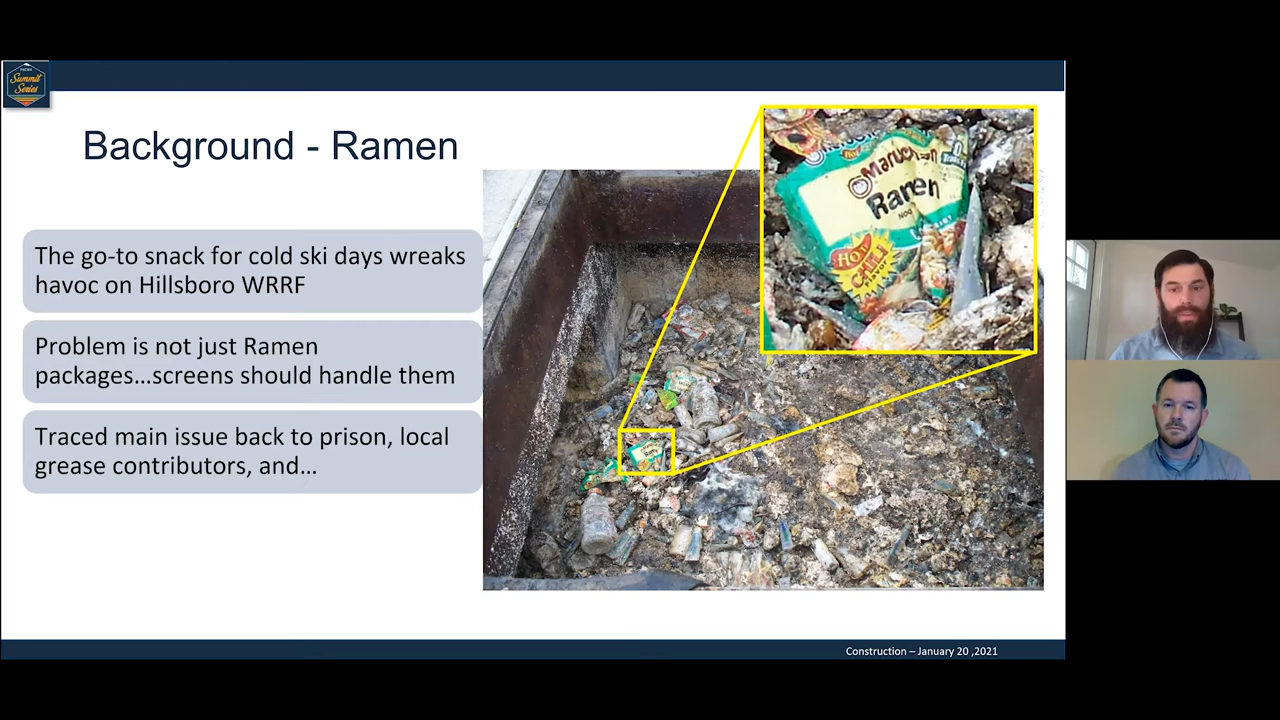 Summit
Series
Background - Ramen
The go-to snack for cold ski days wreaks
havoc on Hillsboro WRRF
Problem is not just Ramen
packages...screens should handle them
Traced main issue back to prison, local
grease contributors, and...
Maruchan
Ramen
HOT
CHILI
FLAVOR
Construction – January 20 ,2021